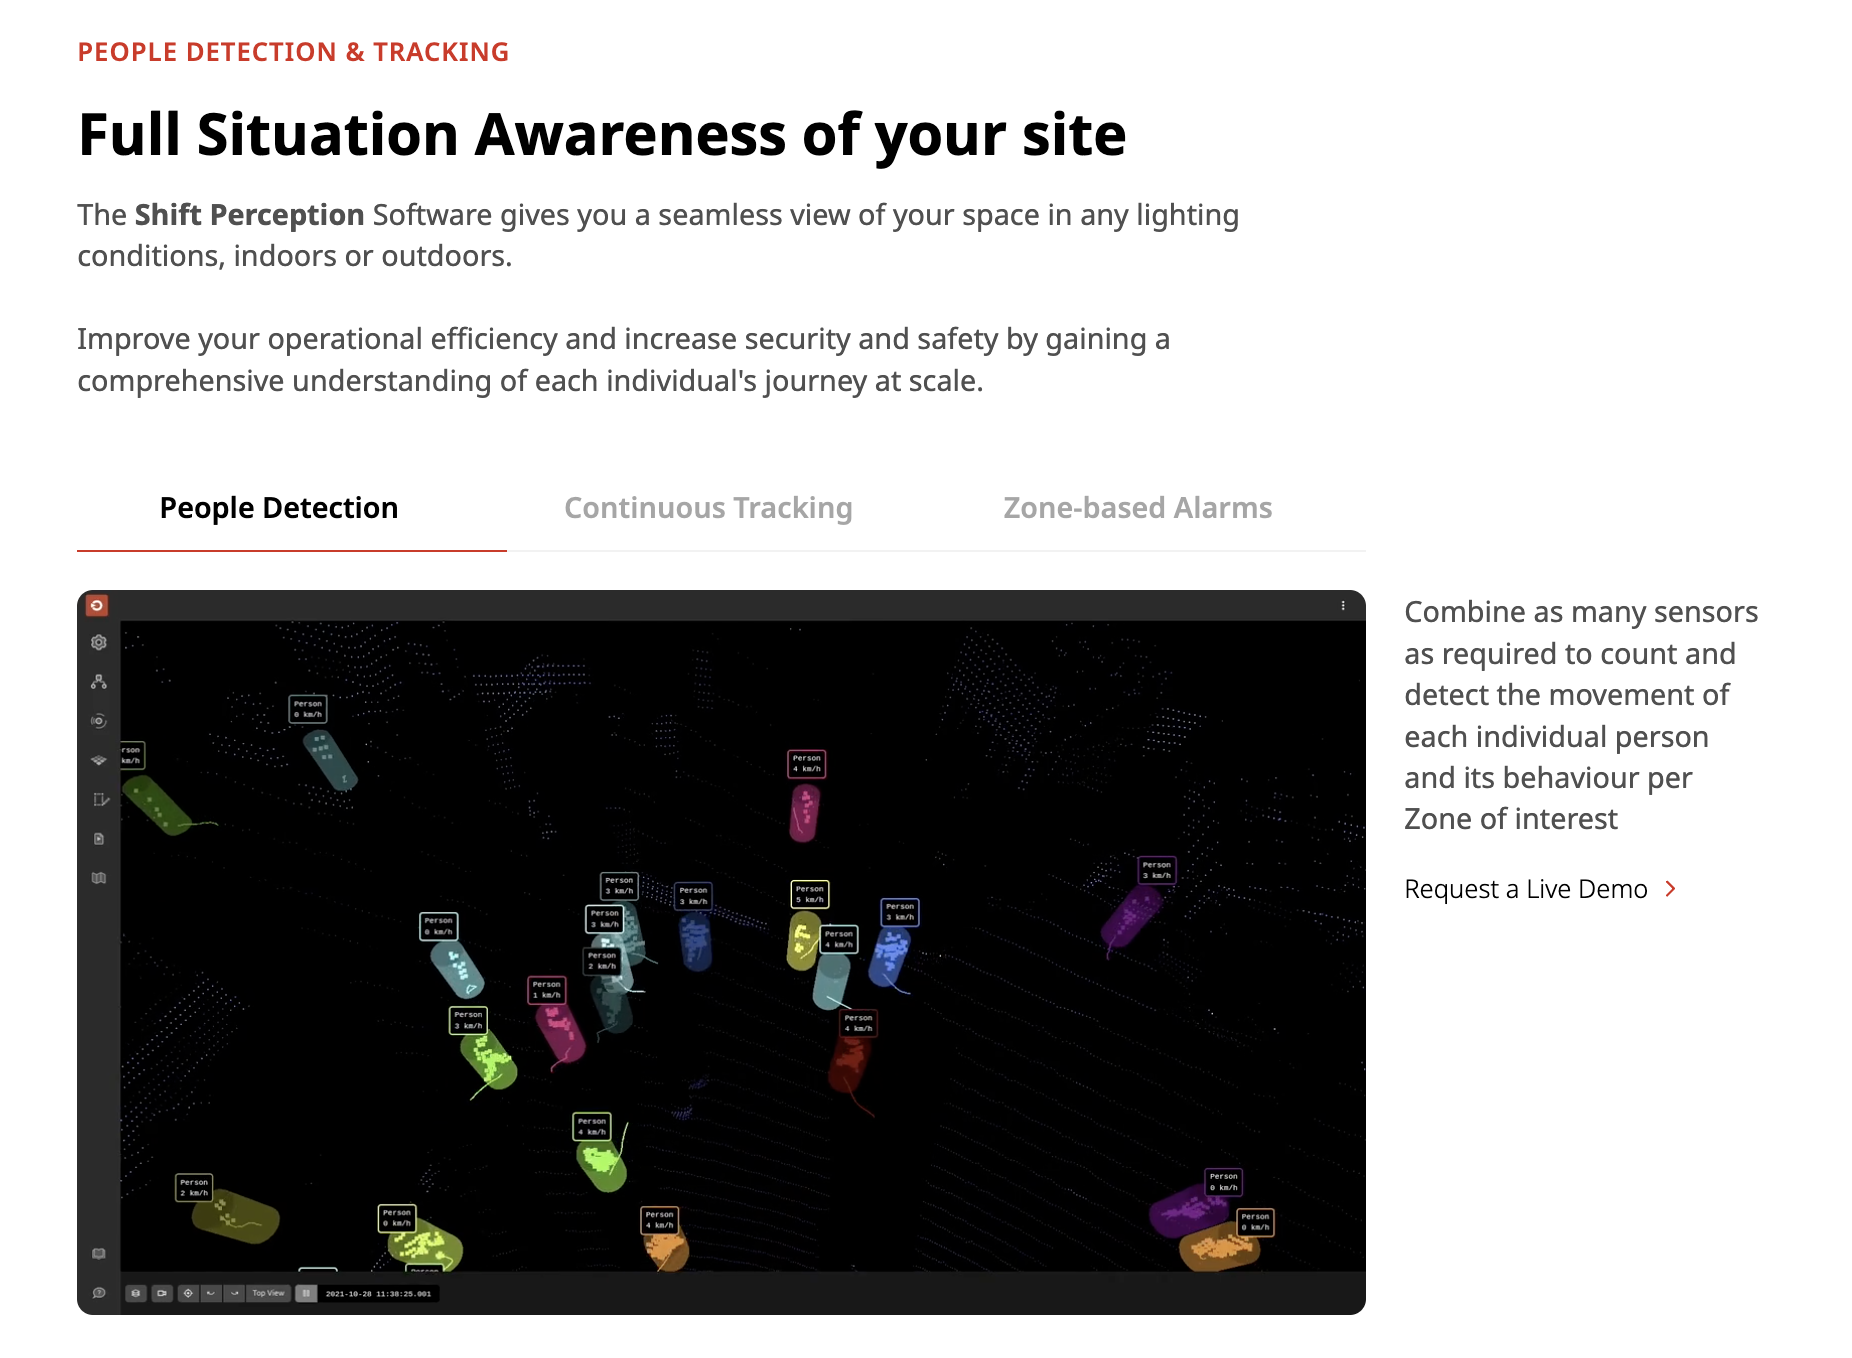 PEOPLE DETECTION & TRACKING
Full Situation Awareness of your site
The Shift Perception Software gives you a seamless view of your space in any lighting
conditions, indoors or outdoors.
Improve your operational efficiency and increase security and safety by gaining a
comprehensive understanding of each individual's journey at scale.
People Detection
Continuous Tracking
Zone-based Alarms
Person
0 km/h
rson
km/h
Person
4 km/h
Person
3 km/h
Person
3 km/h
Person
3 km/h
Person
5 km/h
Person
3 km/h
Person
0 km/h
Person
3 km/h
Person
4 km/h
Person
2 km/h
Person
1 km/h
Person
3 km/h
Person
4 km/h
Person
4 km/h
Person
2 km/h
Person
0 km/h
Person
0 km/h
Person
4 km/h
Person
0 km/h
Person
Top View
2021-10-28 11:38:25.001
Combine as many sensors
as required to count and
detect the movement of
each individual person
and its behaviour per
Zone of interest
Request a Live Demo